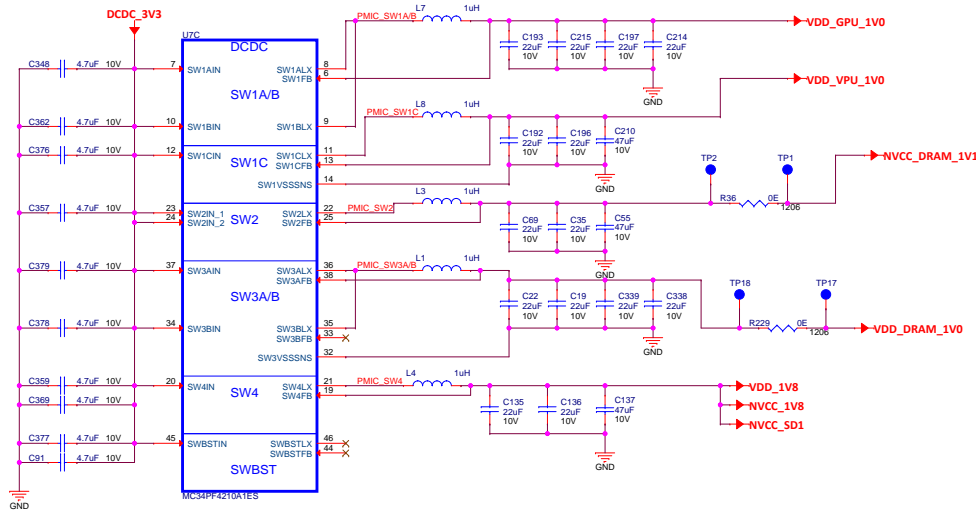 DCDC_3V3
U7C
DCDC
C348 4.7uF 10V
7 SW1AIN
SW1ALX 8
SW1FB 6
SW1A/B
PMIC_SW1A/B
L7 1uH
C193 22uF 10V
C215 22uF 10V
C197 22uF 10V
C214 22uF 10V
GND
VDD_GPU_1V0
C362 4.7uF 10V
10 SW1BIN
SW1BLX 9
C376 4.7uF 10V
12 SW1CIN
SW1C
SW1CLX 11
SW1CFB 13
SW1VSSSNS 14
PMIC_SW1C
L8 1uH
C192 22uF 10V
C196 22uF 10V
C210 47uF 10V
GND
VDD_VPU_1V0
C357 4.7uF 10V
23 SW2IN_1
24 SW2IN_2
SW2
SW2LX 22
SW2FB 25
PMIC_SW2
L3 1uH
C69 22uF 10V
C35 22uF 10V
C55 47uF 10V
GND
TP2
TP1
R36 0E
1206
NVCC_DRAM_1V1
C379 4.7uF 10V
37 SW3AIN
SW3A/B
SW3ALX 36
SW3AFB 38
PMIC_SW3A/B
L1 1uH
C22 22uF 10V
C19 22uF 10V
C339 22uF 10V
C338 22uF 10V
GND
TP18
TP17
R229 0E
1206
VDD_DRAM_1V0
C378 4.7uF 10V
34 SW3BIN
SW3BLX 35
SW3BFB 33
SW3VSSSNS 32
C359 4.7uF 10V
20 SW4IN
C369 4.7uF 10V
SW4
SW4LX 21
SW4FB 19
PMIC_SW4
L4 1uH
C135 22uF 10V
C136 22uF 10V
C137 47uF 10V
GND
VDD_1V8
NVCC_1V8
NVCC_SD1
C377 4.7uF 10V
45 SWBSTIN
C91 4.7uF 10V
SWBSTLX 46
SWBSTFB 44
SWBST
MC34PF4210A1ES
GND